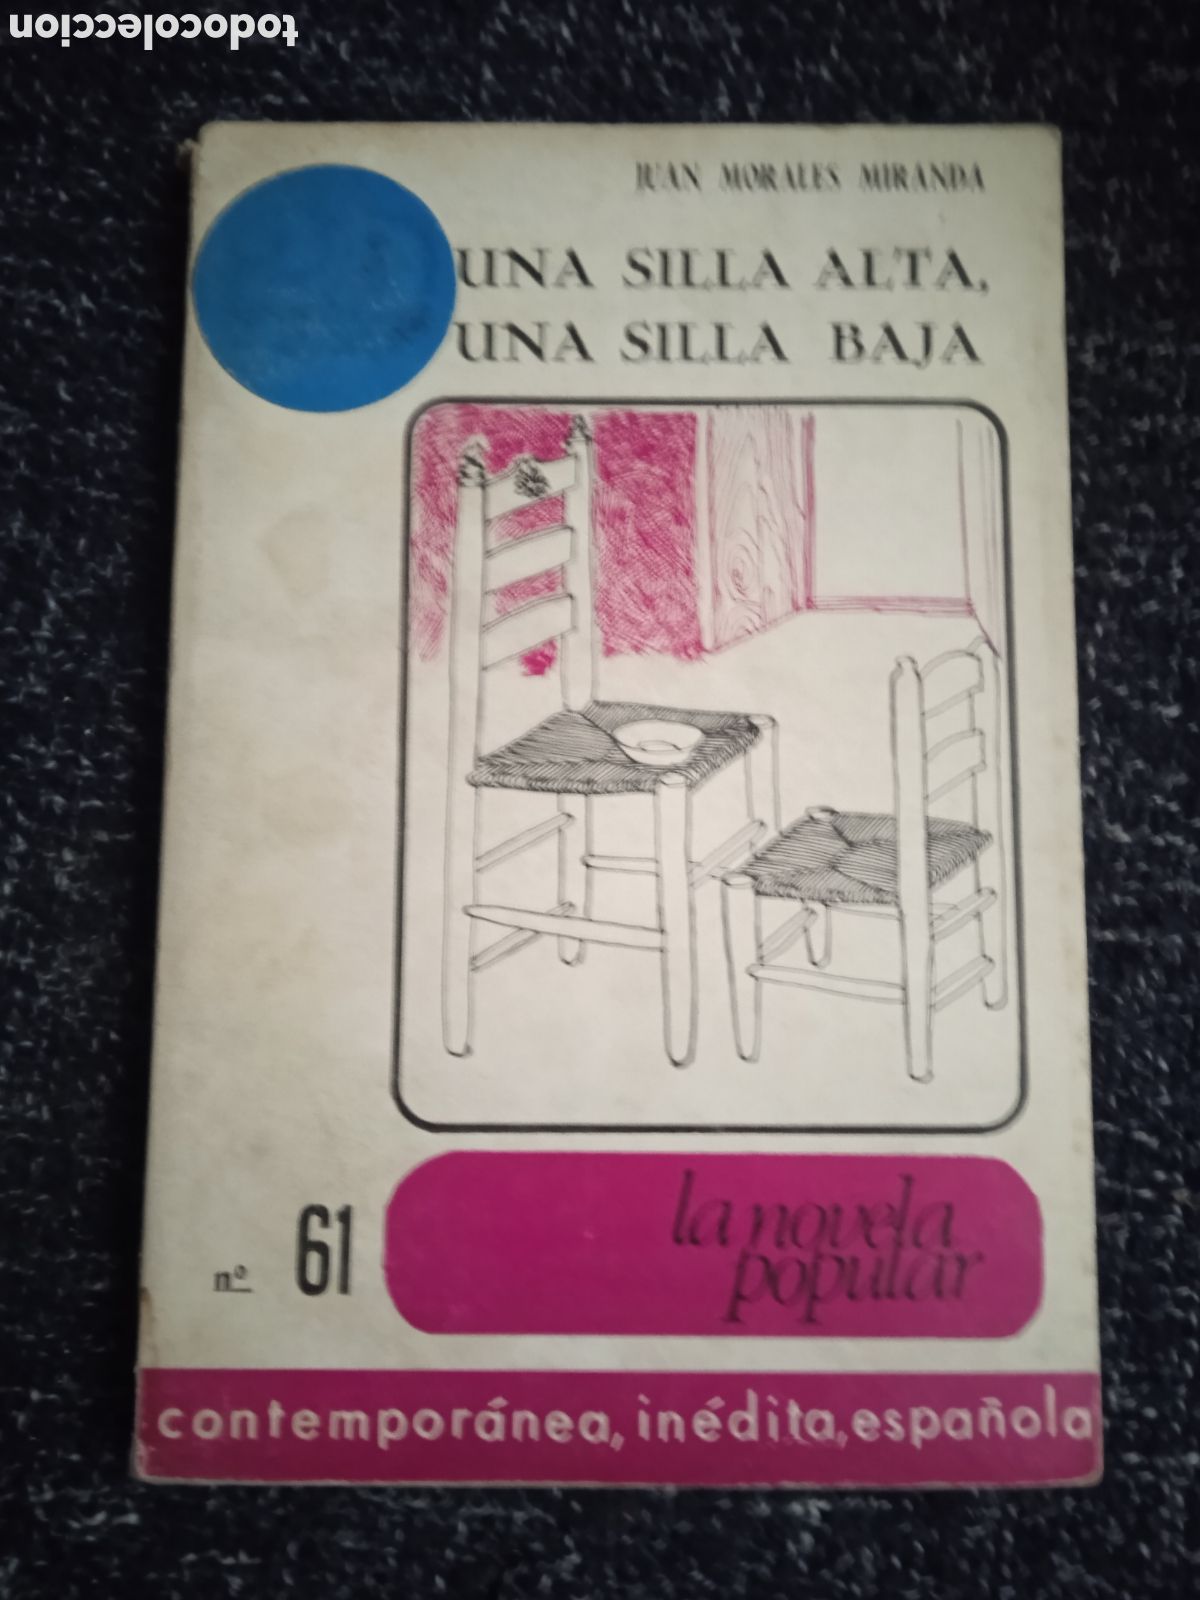 todocoleccion
JUAN MORALES MIRANDA
UNA SILLA ALTA,
UNA SILLA BAJA
nº 61
la novela
popular
contemporánea, inédita, española